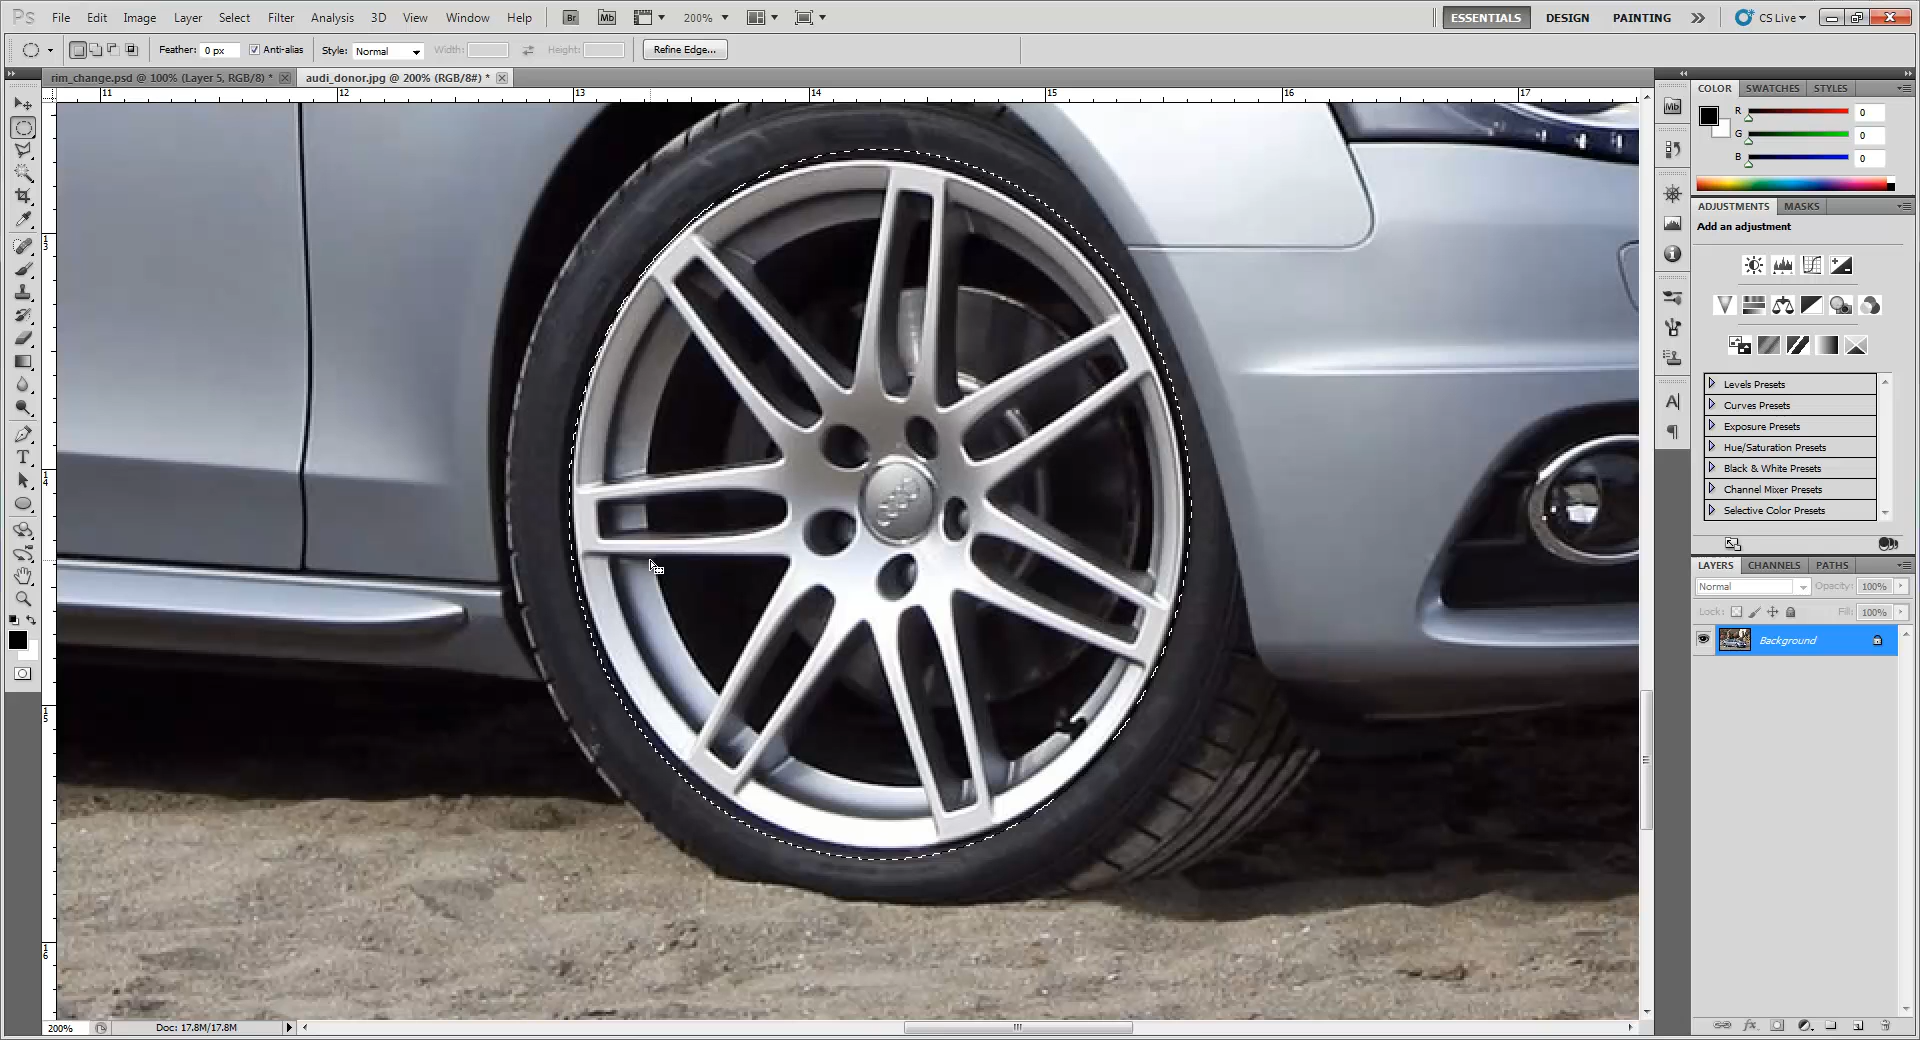 Ps File Edit Image Layer Select Filter Analysis 3D View Window Help Br Mb 200% ESSENTIALS DESIGN PAINTING CS Live
Feather: 0 px Anti-alias Style: Normal Width: Height: Refine Edge...
rim_change.psd @ 100% (Layer 5, RGB/8) * audi_donor.jpg @ 200% (RGB/8#) *
11 12 13 14 15 16 17
COLOR SWATCHES STYLES
Mb
R 0
G 0
B 0
ADJUSTMENTS MASKS
Add an adjustment
13
Levels Presets
Curves Presets
Exposure Presets
Hue/Saturation Presets
Black & White Presets
Channel Mixer Presets
Selective Color Presets
14
LAYERS CHANNELS PATHS
Normal Opacity: 100%
Lock: Fill: 100%
Background
15
16
200% Doc: 17.8M/17.8M